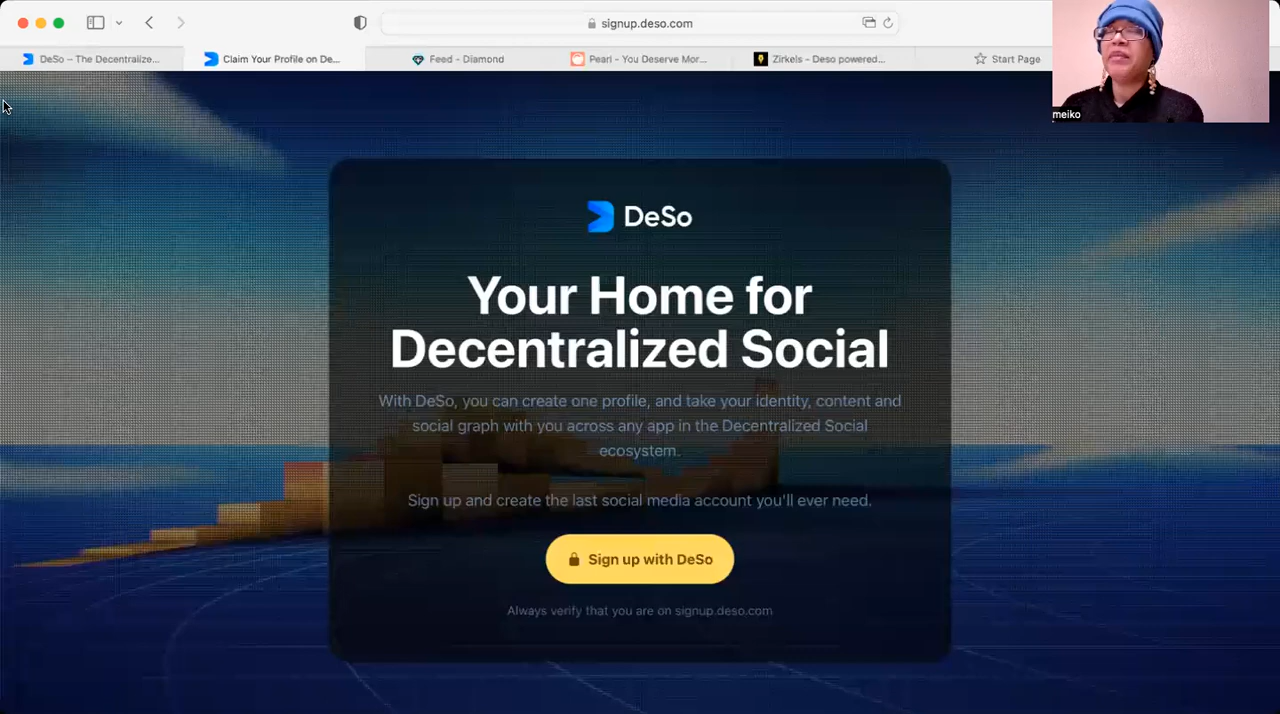 signup.deso.com
DeSo – The Decentralize...
Claim Your Profile on De...
Feed - Diamond
Pearl - You Deserve Mor...
Zirkels - Deso powered...
Start Page
meiko
DeSo
Your Home for
Decentralized Social
With DeSo, you can create one profile, and take your identity, content and
social graph with you across any app in the Decentralized Social
ecosystem.
Sign up and create the last social media account you'll ever need.
Sign up with DeSo
Always verify that you are on signup.deso.com